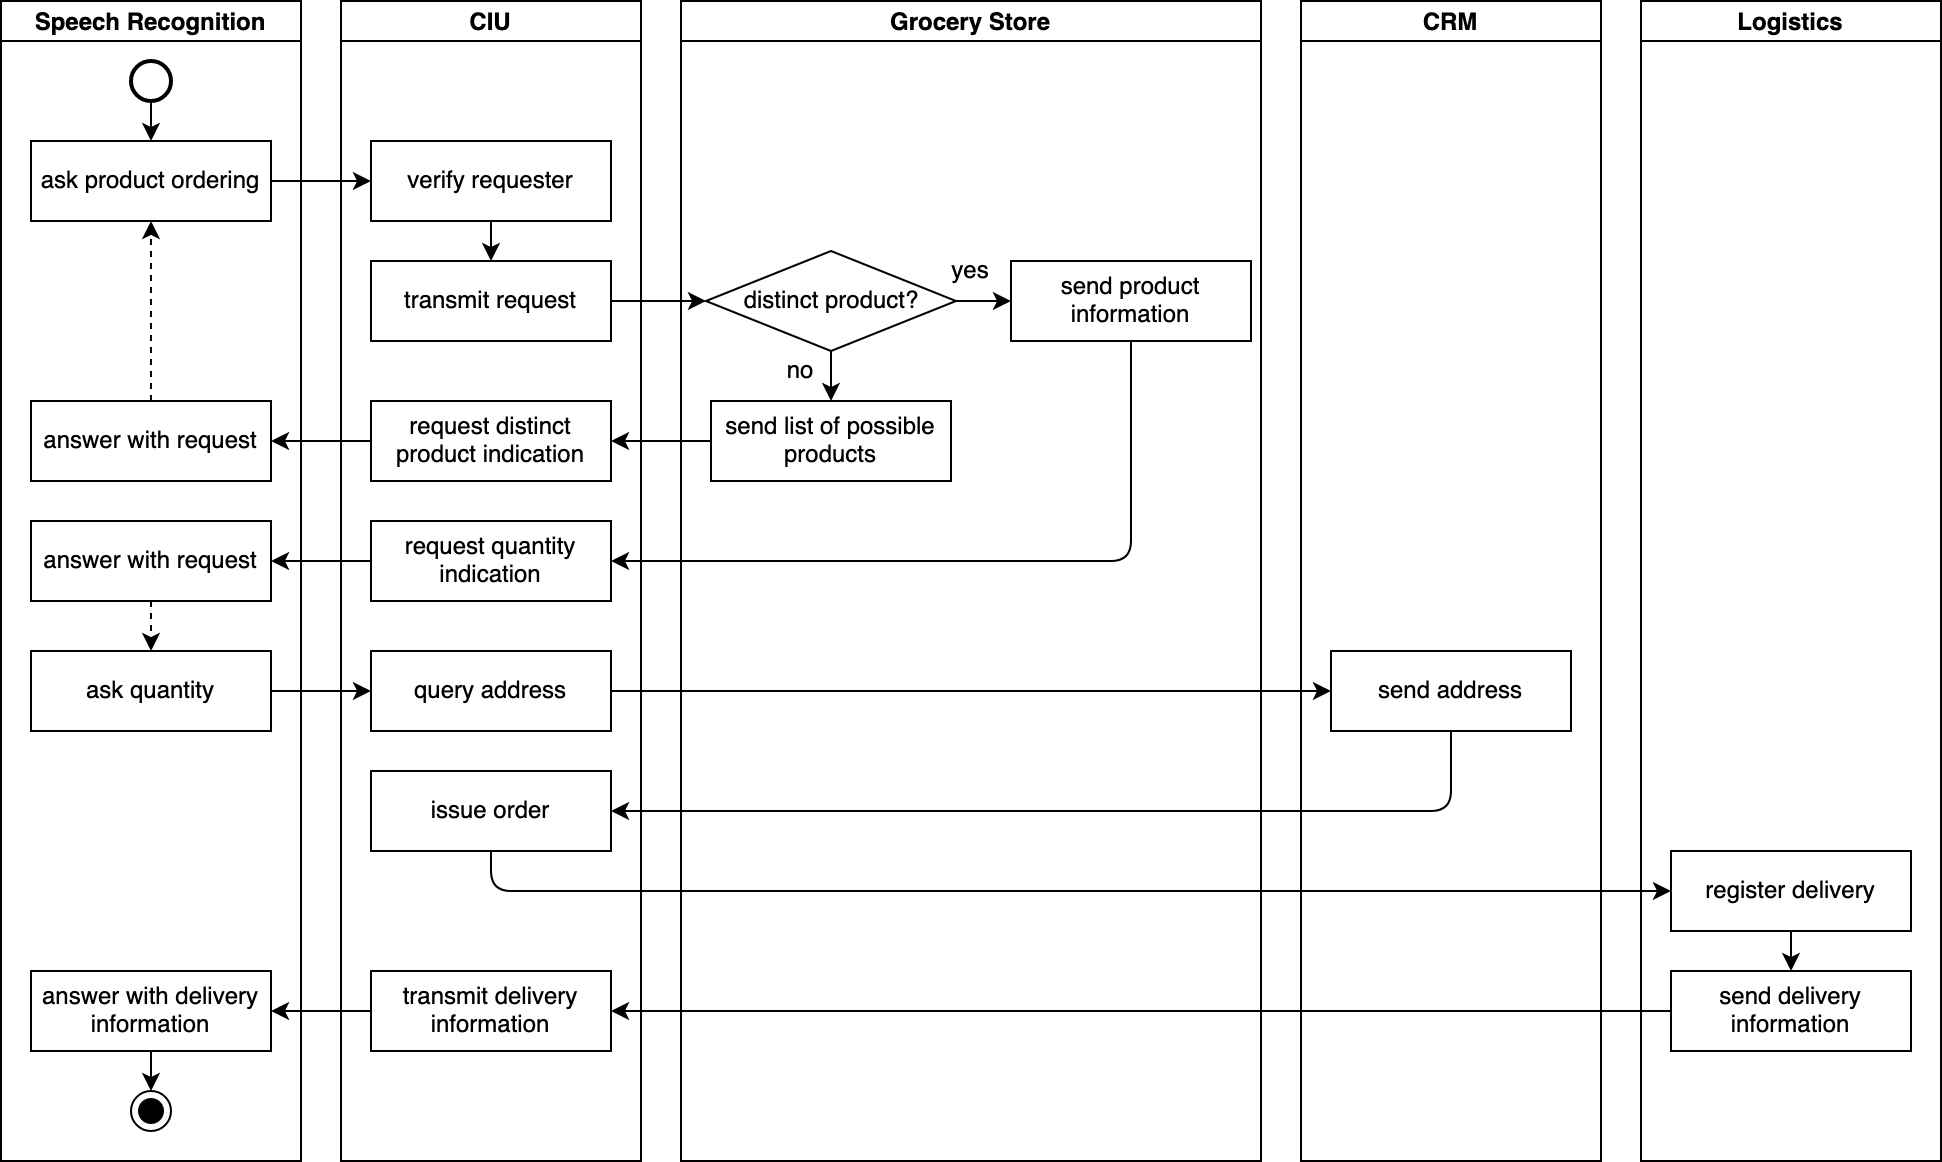 Speech Recognition
CIU
Grocery Store
CRM
Logistics
ask product ordering
verify requester
transmit request
distinct product?
yes
send product
information
no
answer with request
request distinct
product indication
send list of possible
products
answer with request
request quantity
indication
ask quantity
query address
send address
issue order
register delivery
answer with delivery
information
transmit delivery
information
send delivery
information